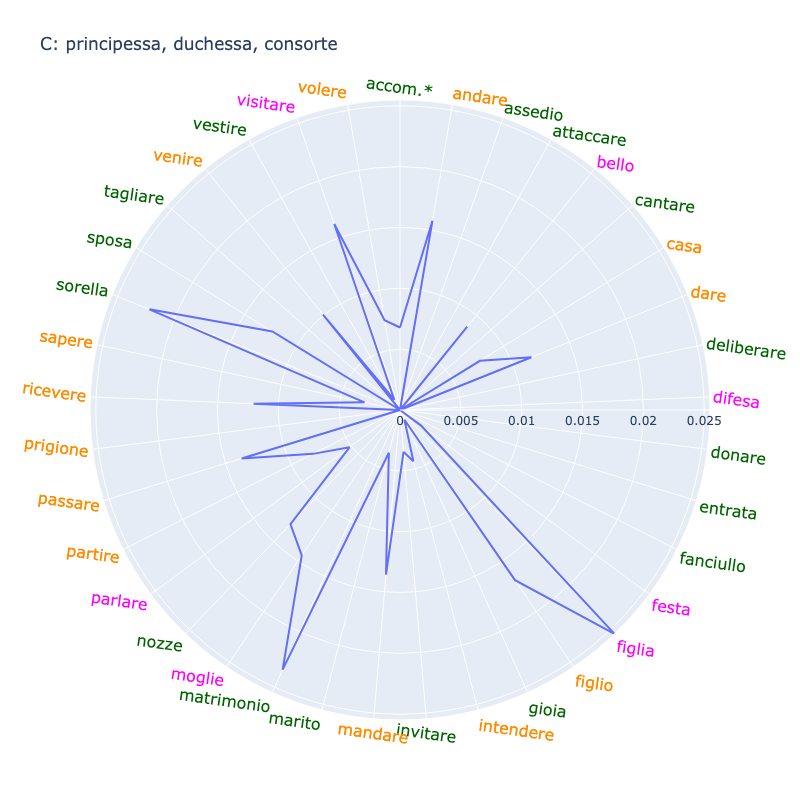 C: principessa, duchessa, consorte
accom.*
andare
assedio
attaccare
bello
cantare
casa
dare
deliberare
difesa
donare
entrata
fanciullo
festa
figlia
figlio
gioia
intendere
invitare
mandare
marito
matrimonio
moglie
nozze
parlare
partire
passare
prigione
ricevere
sapere
sorella
sposa
tagliare
venire
vestire
visitare
volere
0 0.005 0.01 0.015 0.02 0.025